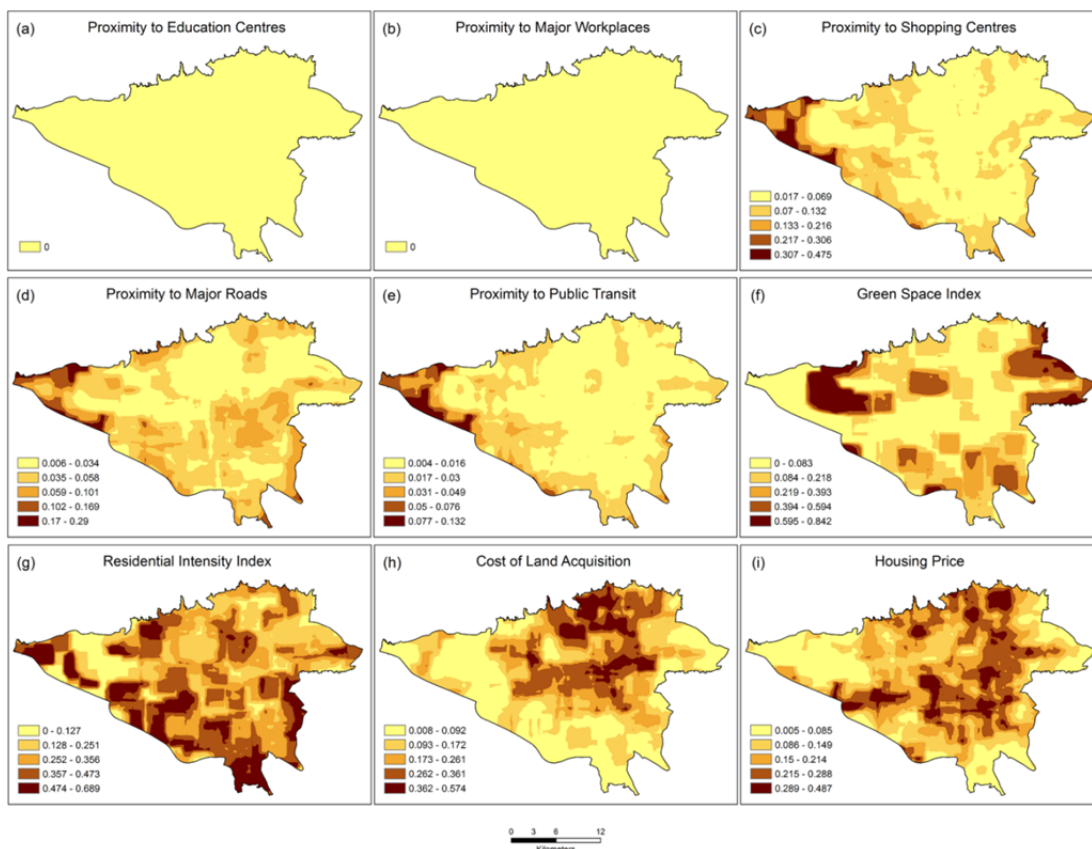 (a) Proximity to Education Centres
0
(b) Proximity to Major Workplaces
0
(c) Proximity to Shopping Centres
0.017 - 0.069
0.07 - 0.132
0.133 - 0.216
0.217 - 0.306
0.307 - 0.475
(d) Proximity to Major Roads
0.006 - 0.034
0.035 - 0.058
0.059 - 0.101
0.102 - 0.169
0.17 - 0.29
(e) Proximity to Public Transit
0.004 - 0.016
0.017 - 0.03
0.031 - 0.049
0.05 - 0.076
0.077 - 0.132
(f) Green Space Index
0 - 0.083
0.084 - 0.218
0.219 - 0.393
0.394 - 0.594
0.595 - 0.842
(g) Residential Intensity Index
0 - 0.127
0.128 - 0.251
0.252 - 0.356
0.357 - 0.473
0.474 - 0.689
(h) Cost of Land Acquisition
0.008 - 0.092
0.093 - 0.172
0.173 - 0.261
0.262 - 0.361
0.362 - 0.574
(i) Housing Price
0.005 - 0.085
0.086 - 0.149
0.15 - 0.214
0.215 - 0.288
0.289 - 0.487
0 3 6 12
Kilometers